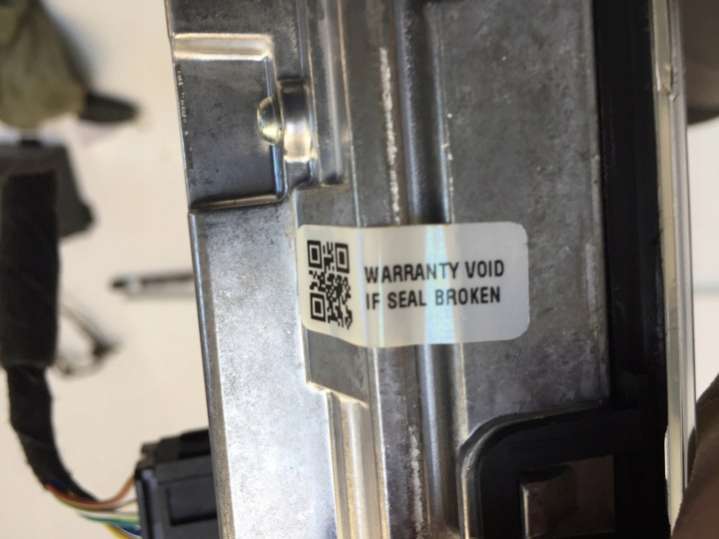 WARRANTY VOID
IF SEAL BROKEN